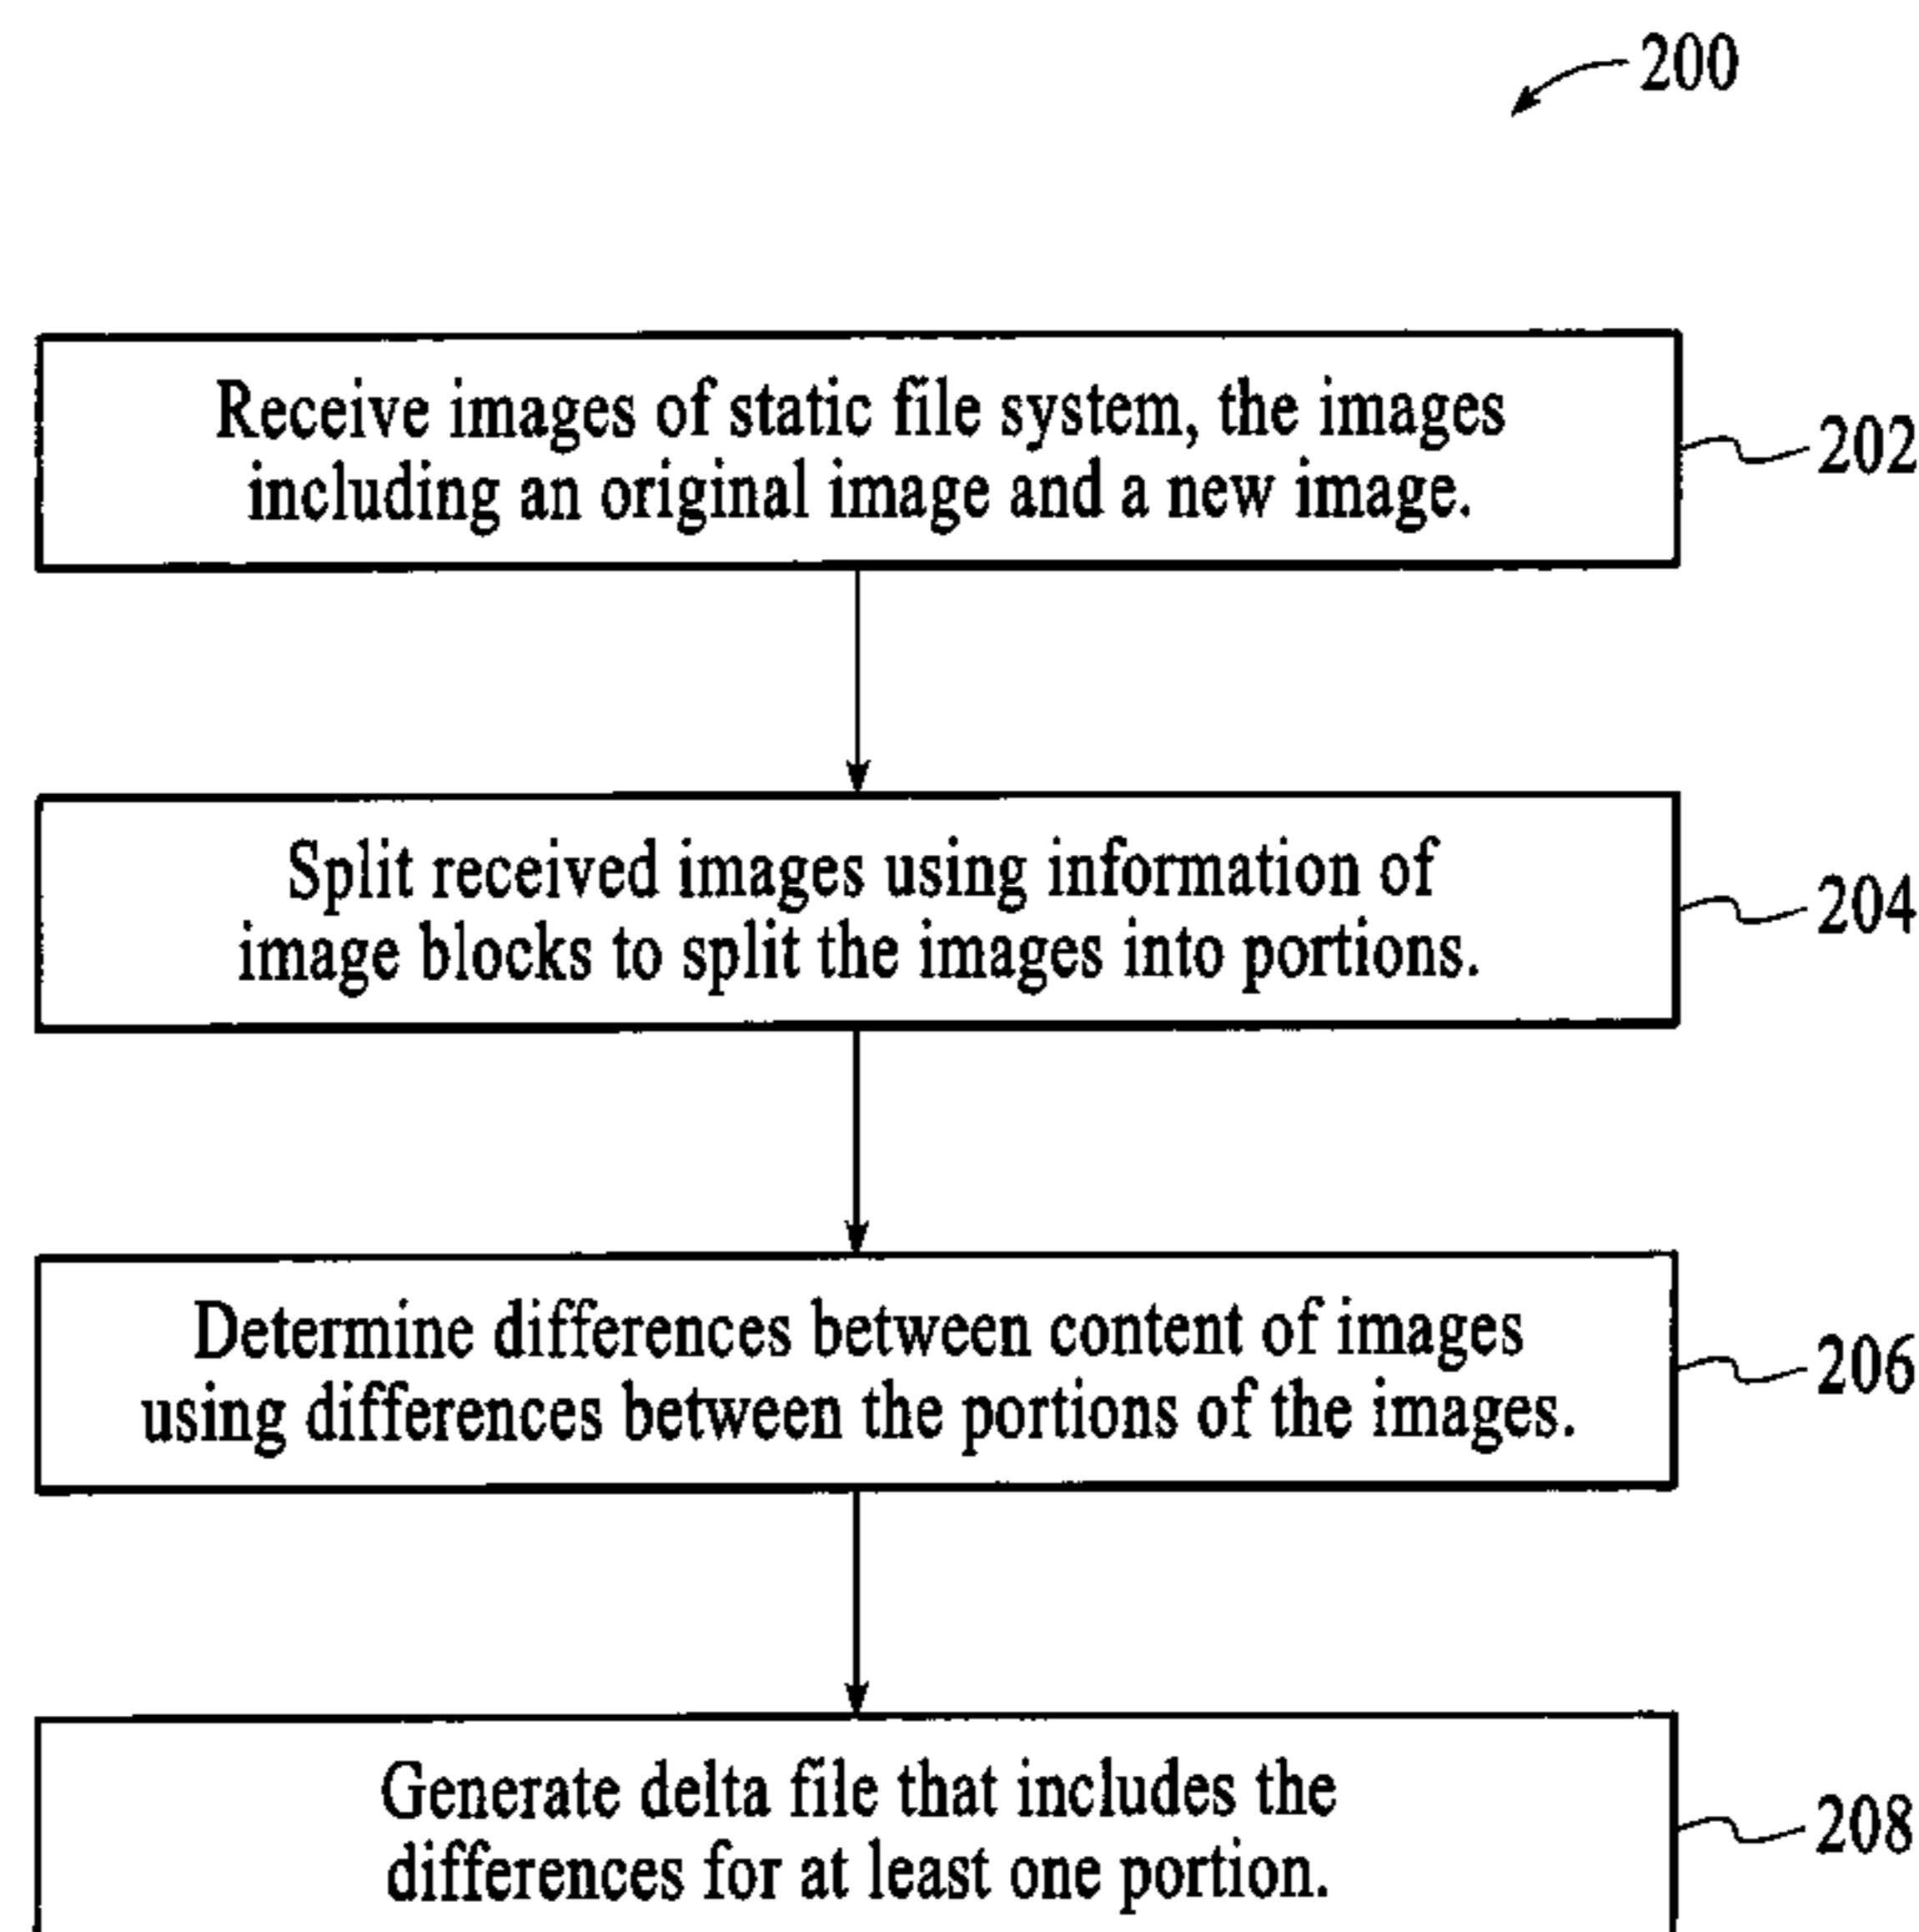 200
Receive images of static file system, the images
including an original image and a new image.
202
Split received images using information of
image blocks to split the images into portions.
204
Determine differences between content of images
using differences between the portions of the images.
206
Generate delta file that includes the
differences for at least one portion.
208